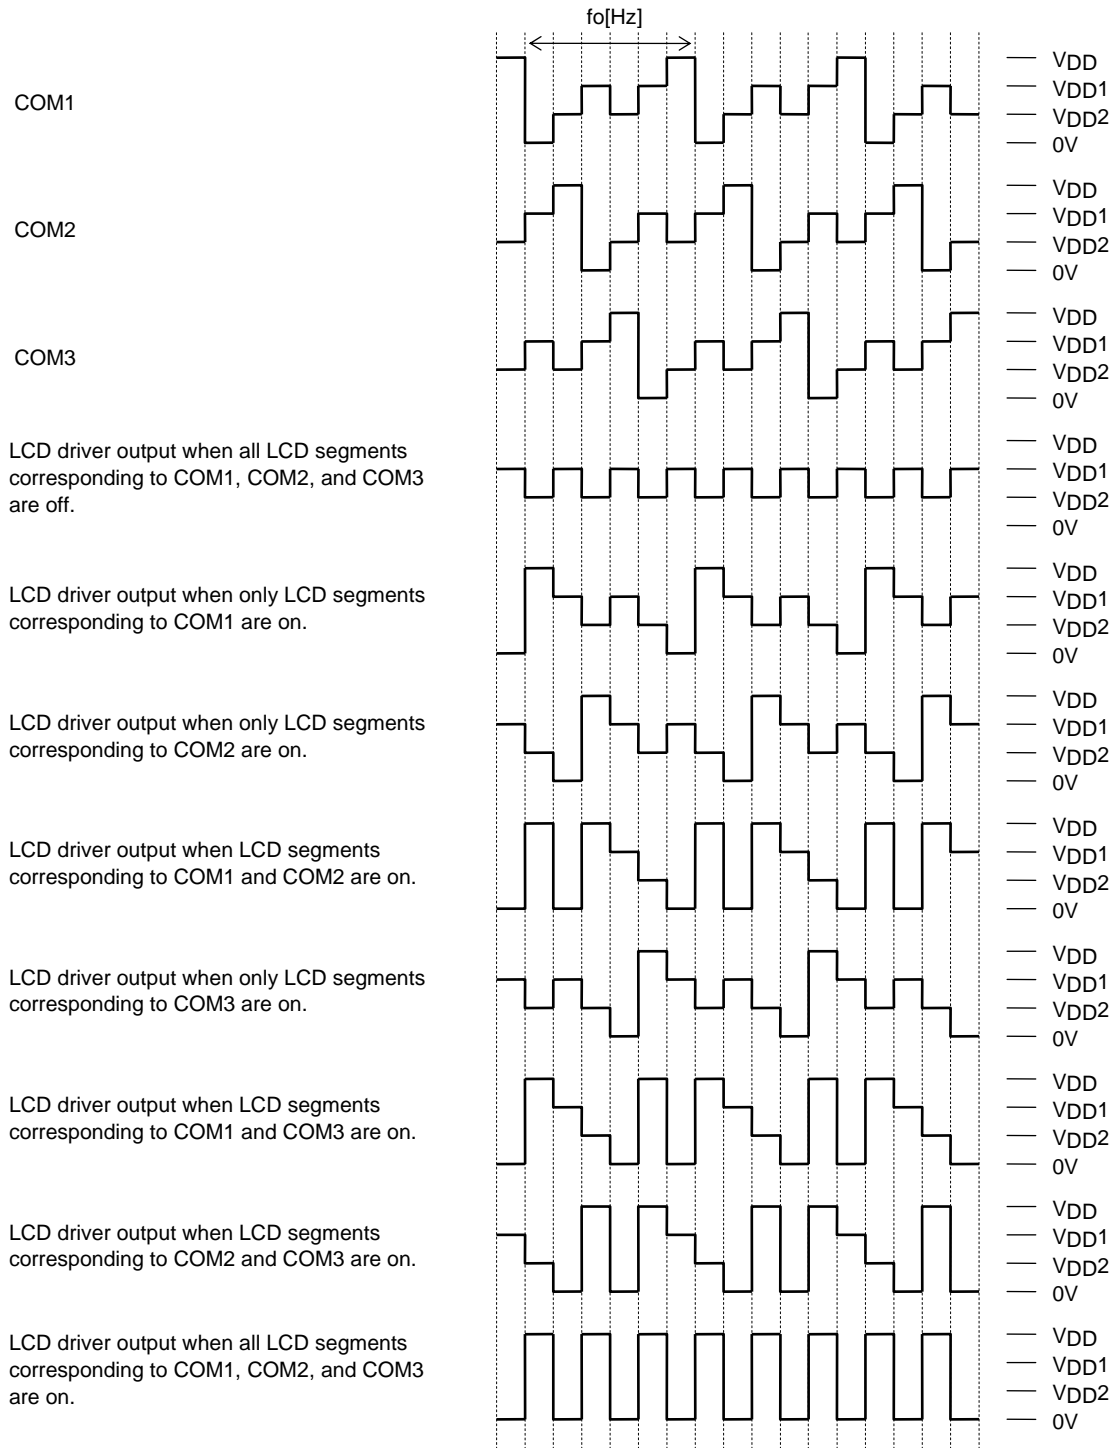 fo[Hz]
COM1
VDD
VDD1
VDD2
0V
COM2
VDD
VDD1
VDD2
0V
COM3
VDD
VDD1
VDD2
0V
LCD driver output when all LCD segments
corresponding to COM1, COM2, and COM3
are off.
VDD
VDD1
VDD2
0V
LCD driver output when only LCD segments
corresponding to COM1 are on.
VDD
VDD1
VDD2
0V
LCD driver output when only LCD segments
corresponding to COM2 are on.
VDD
VDD1
VDD2
0V
LCD driver output when LCD segments
corresponding to COM1 and COM2 are on.
VDD
VDD1
VDD2
0V
LCD driver output when only LCD segments
corresponding to COM3 are on.
VDD
VDD1
VDD2
0V
LCD driver output when LCD segments
corresponding to COM1 and COM3 are on.
VDD
VDD1
VDD2
0V
LCD driver output when LCD segments
corresponding to COM2 and COM3 are on.
VDD
VDD1
VDD2
0V
LCD driver output when all LCD segments
corresponding to COM1, COM2, and COM3
are on.
VDD
VDD1
VDD2
0V